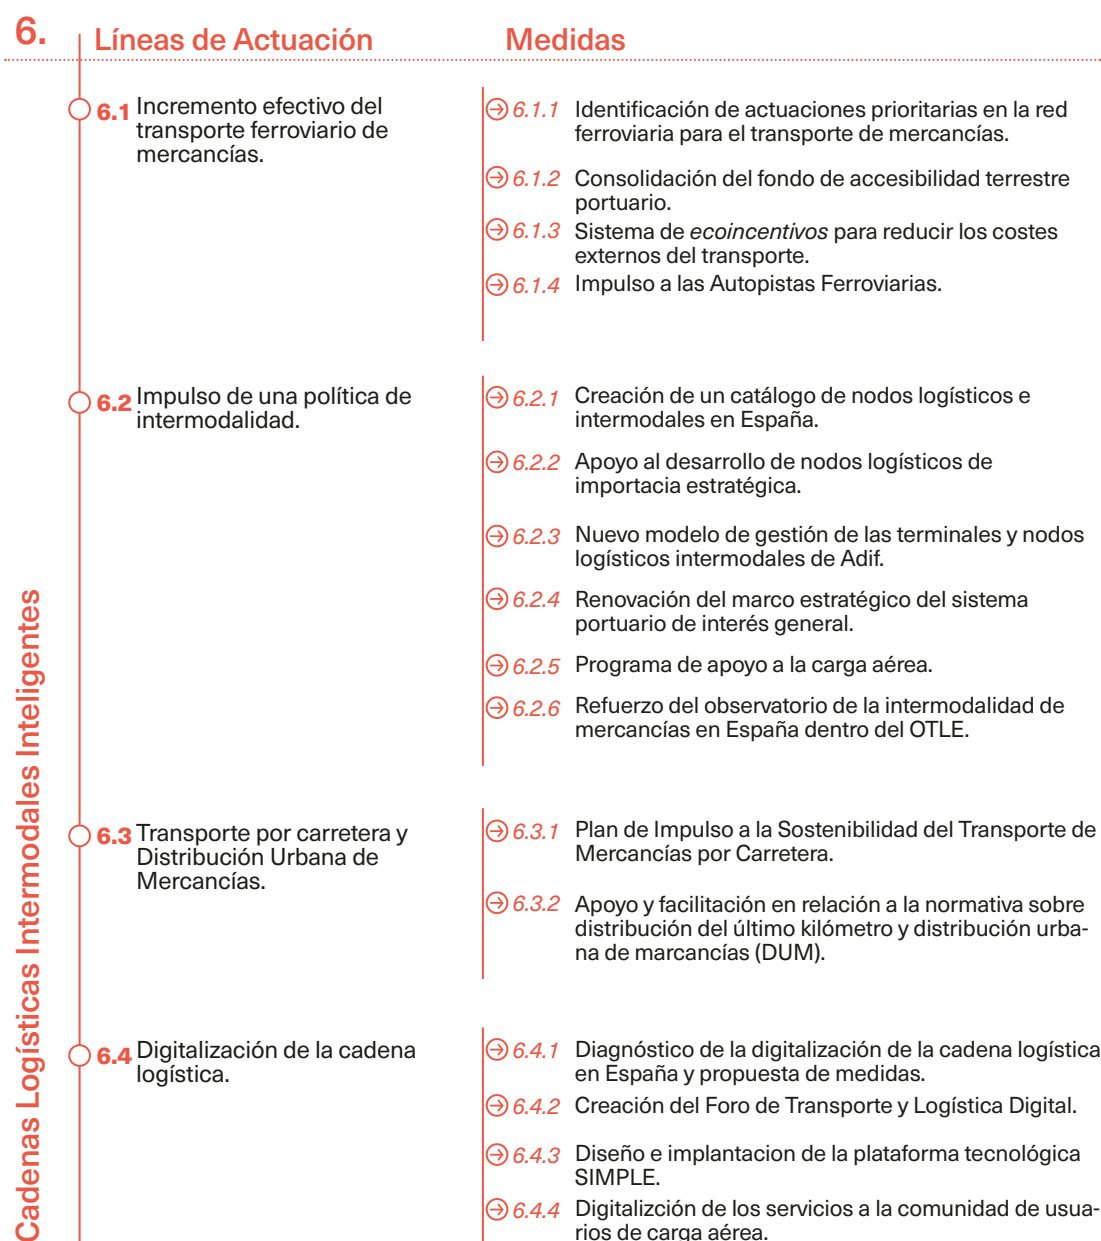 6.
Líneas de Actuación
Medidas
Cadenas Logísticas Intermodales Inteligentes
6.1 Incremento efectivo del
transporte ferroviario de
mercancías.
6.1.1 Identificación de actuaciones prioritarias en la red
ferroviaria para el transporte de mercancías.
6.1.2 Consolidación del fondo de accesibilidad terrestre
portuario.
6.1.3 Sistema de ecoincentivos para reducir los costes
externos del transporte.
6.1.4 Impulso a las Autopistas Ferroviarias.
6.2 Impulso de una política de
intermodalidad.
6.2.1 Creación de un catálogo de nodos logísticos e
intermodales en España.
6.2.2 Apoyo al desarrollo de nodos logísticos de
importacia estratégica.
6.2.3 Nuevo modelo de gestión de las terminales y nodos
logísticos intermodales de Adif.
6.2.4 Renovación del marco estratégico del sistema
portuario de interés general.
6.2.5 Programa de apoyo a la carga aérea.
6.2.6 Refuerzo del observatorio de la intermodalidad de
mercancías en España dentro del OTLE.
6.3 Transporte por carretera y
Distribución Urbana de
Mercancías.
6.3.1 Plan de Impulso a la Sostenibilidad del Transporte de
Mercancías por Carretera.
6.3.2 Apoyo y facilitación en relación a la normativa sobre
distribución del último kilómetro y distribución urba-
na de marcancías (DUM).
6.4 Digitalización de la cadena
logística.
6.4.1 Diagnóstico de la digitalización de la cadena logística
en España y propuesta de medidas.
6.4.2 Creación del Foro de Transporte y Logística Digital.
6.4.3 Diseño e implantacion de la plataforma tecnológica
SIMPLE.
6.4.4 Digitalizción de los servicios a la comunidad de usua-
rios de carga aérea.